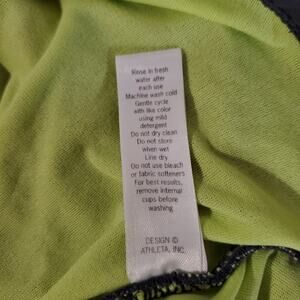 Rinse in fresh
water after
each use
Machine wash cold
Gentle cycle
with like color
using mild
detergent
Do not dry clean
Do not store
when wet
Line dry
Do not use bleach
or fabric softeners
For best results,
remove internal
cups before
washing
DESIGN ©
ATHLETA, INC.